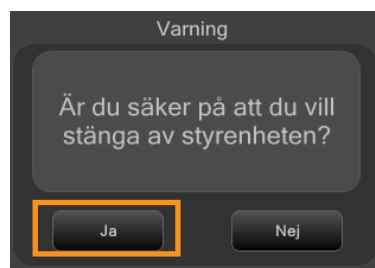 Varning
Är du säker på att du vill
stänga av styrenheten?
Ja
Nej